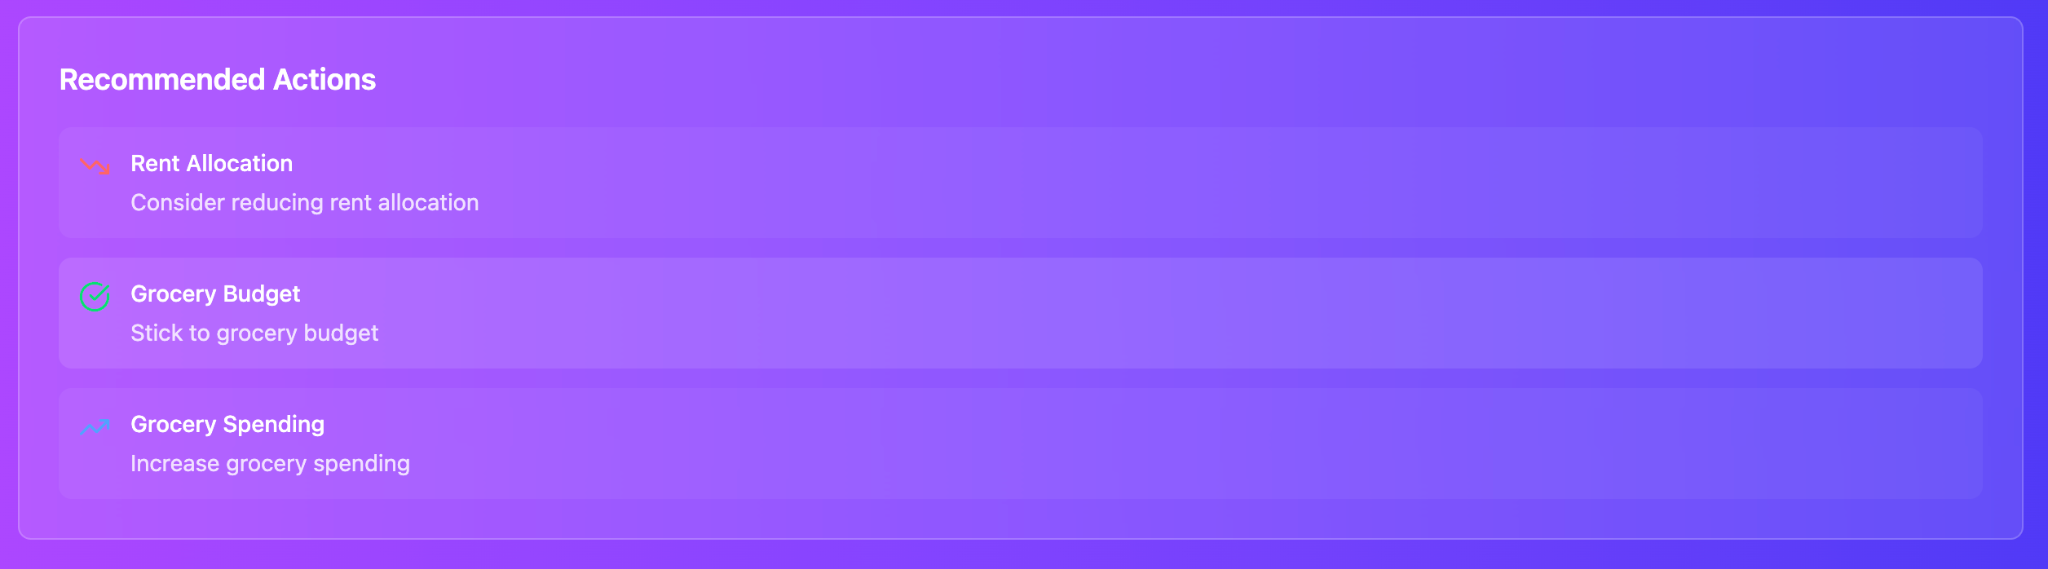 Recommended Actions
Rent Allocation
Consider reducing rent allocation
Grocery Budget
Stick to grocery budget
Grocery Spending
Increase grocery spending